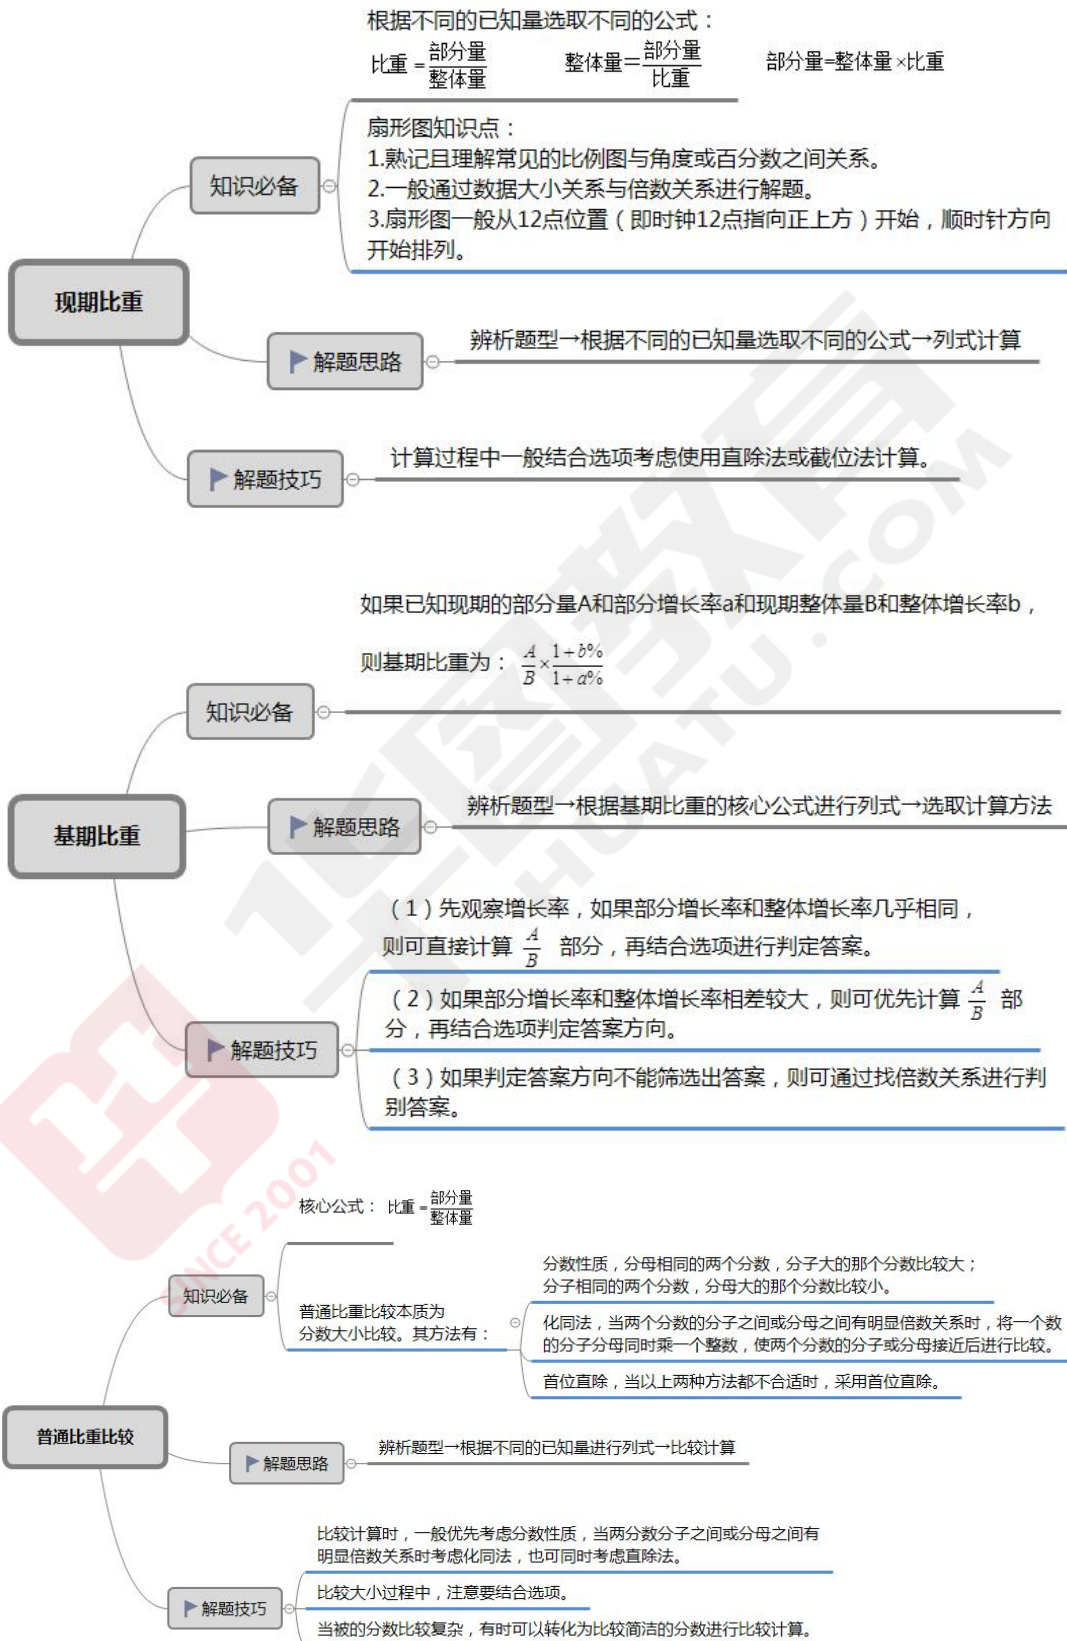 根据不同的已知量选取不同的公式：
比重=部分量/整体量 整体量=部分量/比重 部分量=整体量×比重
扇形图知识点：
1.熟记且理解常见的比例图与角度或百分数之间关系。
2.一般通过数据大小关系与倍数关系进行解题。
3.扇形图一般从12点位置（即时钟12点指向正上方）开始，顺时针方向
开始排列。
知识必备
现期比重
解题思路
辨析题型→根据不同的已知量选取不同的公式→列式计算
解题技巧
计算过程中一般结合选项考虑使用直除法或截位法计算。
如果已知现期的部分量A和部分增长率a和现期整体量B和整体增长率b，
则基期比重为：A/B×(1+b%)/(1+a%)
知识必备
基期比重
解题思路
辨析题型→根据基期比重的核心公式进行列式→选取计算方法
（1）先观察增长率，如果部分增长率和整体增长率几乎相同，
则可直接计算 A/B 部分，再结合选项进行判定答案。
（2）如果部分增长率和整体增长率相差较大，则可优先计算 A/B 部
分，再结合选项判定答案方向。
解题技巧
（3）如果判定答案方向不能筛选出答案，则可通过找倍数关系进行判
别答案。
核心公式：比重=部分量/整体量
知识必备
普通比重比较本质为
分数大小比较。其方法有：
分数性质，分母相同的两个分数，分子大的那个分数比较大；
分子相同的两个分数，分母大的那个分数比较小。
化同法，当两个分数的分子之间或分母之间有明显倍数关系时，将一个数
的分子分母同时乘一个整数，使两个分数的分子或分母接近后进行比较。
首位直除，当以上两种方法都不合适时，采用首位直除。
普通比重比较
解题思路
辨析题型→根据不同的已知量进行列式→比较计算
解题技巧
比较计算时，一般优先考虑分数性质，当两分数分子之间或分母之间有
明显倍数关系时考虑化同法，也可同时考虑直除法。
比较大小过程中，注意要结合选项。
当被的分数比较复杂，有时可以转化为比较简洁的分数进行比较计算。
华图教育
HUATU.COM
SINCE 2001